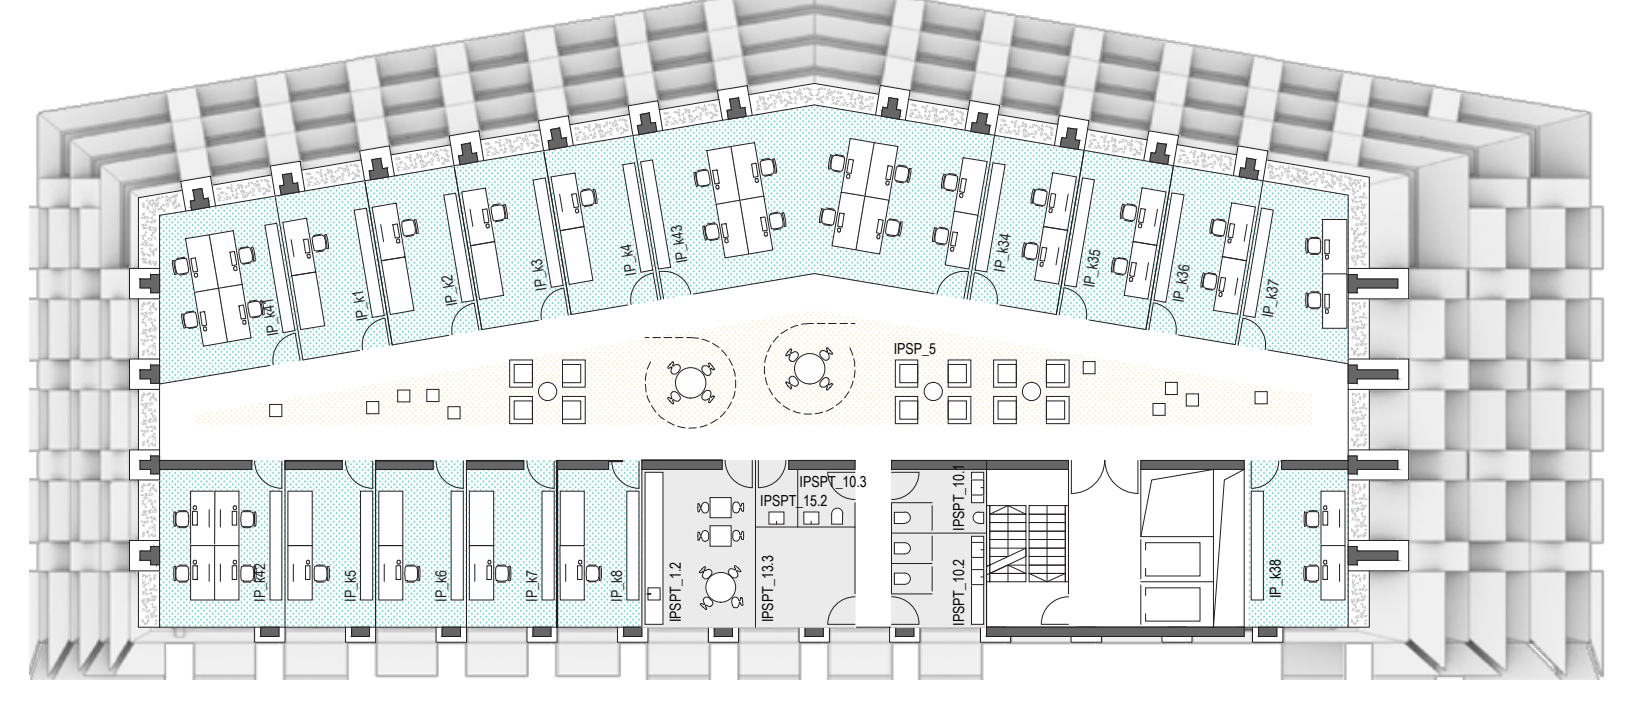 IP_k41
IP_k1
IP_k2
IP_k3
IP_k4
IP_k43
IP_k34
IP_k35
IP_k36
IP_k37
IPSP_5
IP_k42
IP_k5
IP_k6
IP_k7
IP_k8
IPSPT_1.2
IPSPT_15.2
IPSPT_10.3
IPSPT_13.3
IPSPT_10.1
IPSPT_10.2
IP_k38